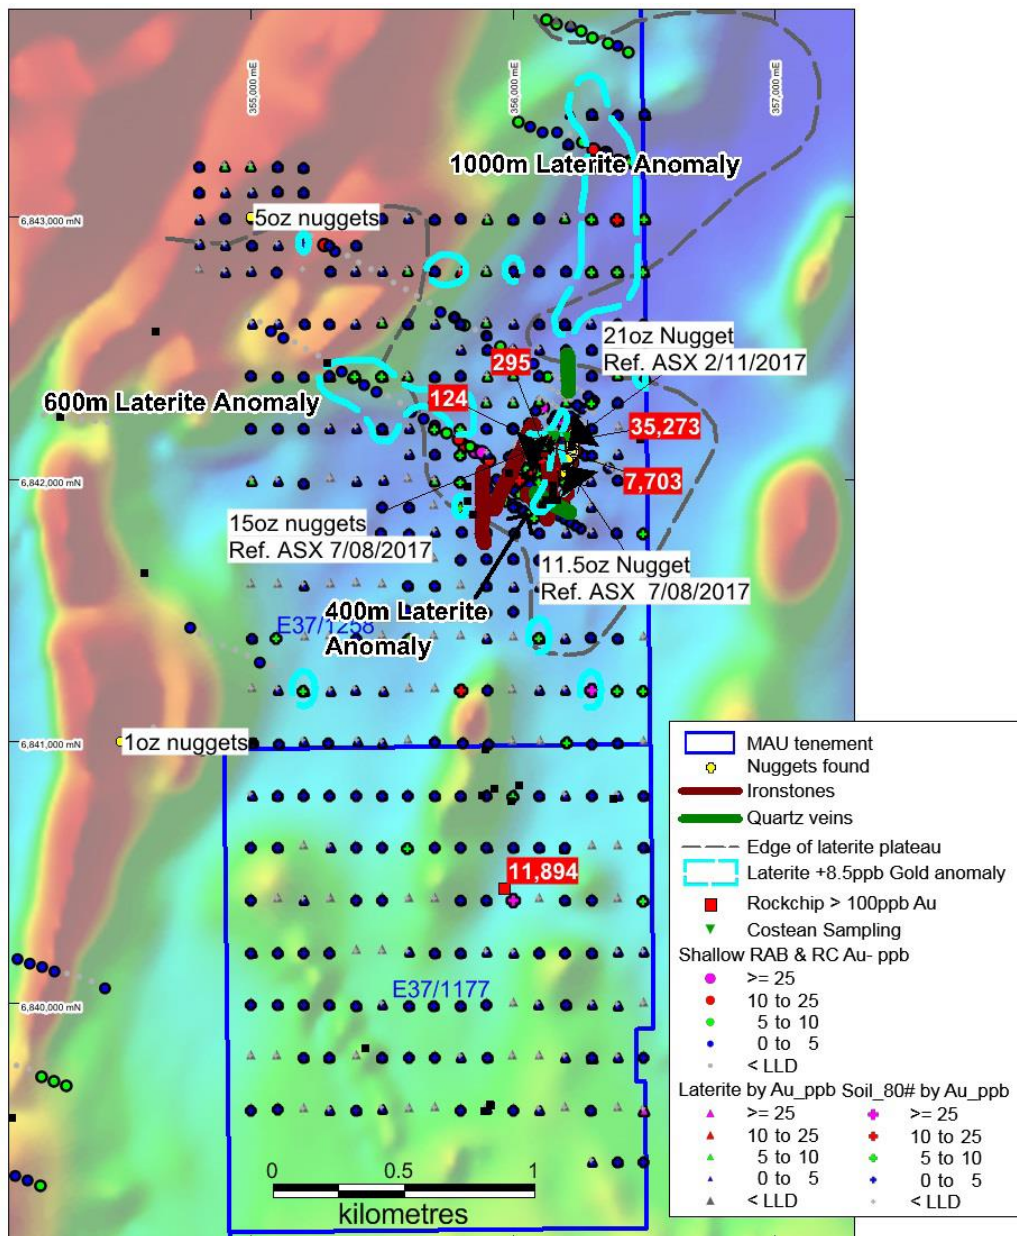 355,000 mE
356,000 mE
357,000 mE
1000m Laterite Anomaly
6,843,000 mN
5oz nuggets
21oz Nugget
Ref. ASX 2/11/2017
295
124
600m Laterite Anomaly
35,273
7,703
6,842,000 mN
15oz nuggets
Ref. ASX 7/08/2017
11.5oz Nugget
Ref. ASX 7/08/2017
400m Laterite
Anomaly
E37/1258
6,841,000 mN
1oz nuggets
11,894
E37/1177
6,840,000 mN
0 0.5 1
kilometres
MAU tenement
Nuggets found
Ironstones
Quartz veins
Edge of laterite plateau
Laterite +8.5ppb Gold anomaly
Rockchip > 100ppb Au
Costean Sampling
Shallow RAB & RC Au- ppb
>= 25
10 to 25
5 to 10
0 to 5
< LLD
Laterite by Au_ppb Soil_80# by Au_ppb
>= 25 >= 25
10 to 25 10 to 25
5 to 10 5 to 10
0 to 5 0 to 5
< LLD < LLD